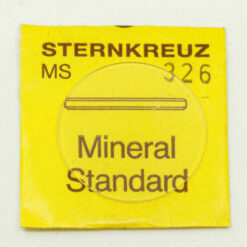 STERNKREUZ
MS 326
Mineral
Standard